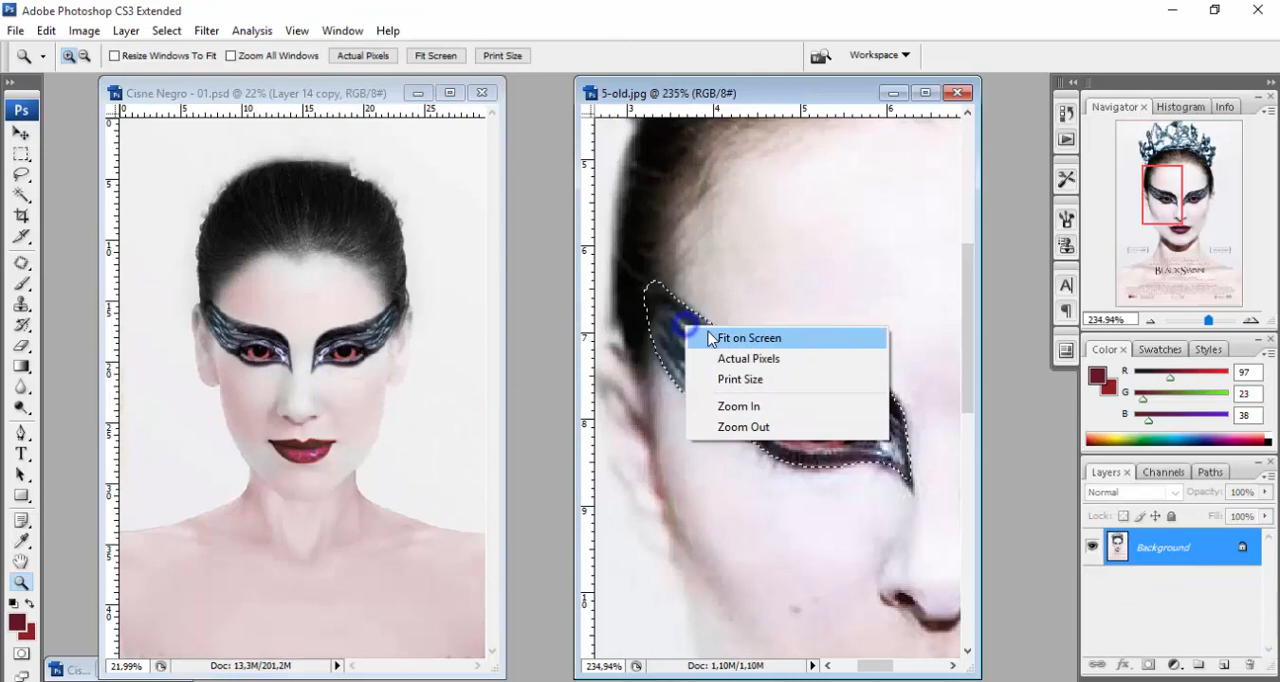 Ps Adobe Photoshop CS3 Extended
File Edit Image Layer Select Filter Analysis View Window Help
Resize Windows To Fit Zoom All Windows Actual Pixels Fit Screen Print Size Workspace
Cisne Negro - 01.psd @ 22% (Layer 14 copy, RGB/8#)
5-old.jpg @ 235% (RGB/8#)
Navigator x Histogram Info
BLACK SWAN
234.94%
Color x Swatches Styles
R 97
G 23
B 38
Layers x Channels Paths
Normal Opacity: 100%
Lock: Fill: 100%
Background
Fit on Screen
Actual Pixels
Print Size
Zoom In
Zoom Out
21,99% Doc: 13,3M/201,2M
234,94% Doc: 1,10M/1,10M
Cis...